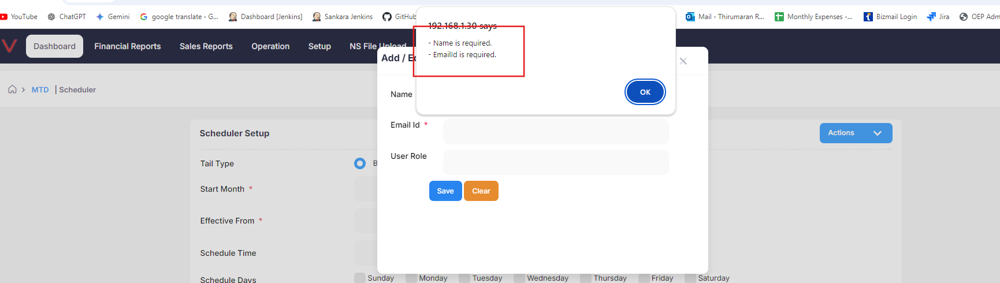 YouTube ChatGPT Gemini google translate - G... Dashboard [Jenkins] Sankara Jenkins GitHub Mail - Thirumaran R... Monthly Expenses -... Bizmail Login Jira OEP Adm
192.168.1.30 says
- Name is required.
- EmailId is required.
OK
Dashboard Financial Reports Sales Reports Operation Setup NS File Upload
Add / Ed
MTD | Scheduler
Name
Email Id *
User Role
Save Clear
Scheduler Setup
Actions
Tail Type
B
Start Month *
Effective From *
Schedule Time
Schedule Days
Sunday Monday Tuesday Wednesday Thursday Friday Saturday